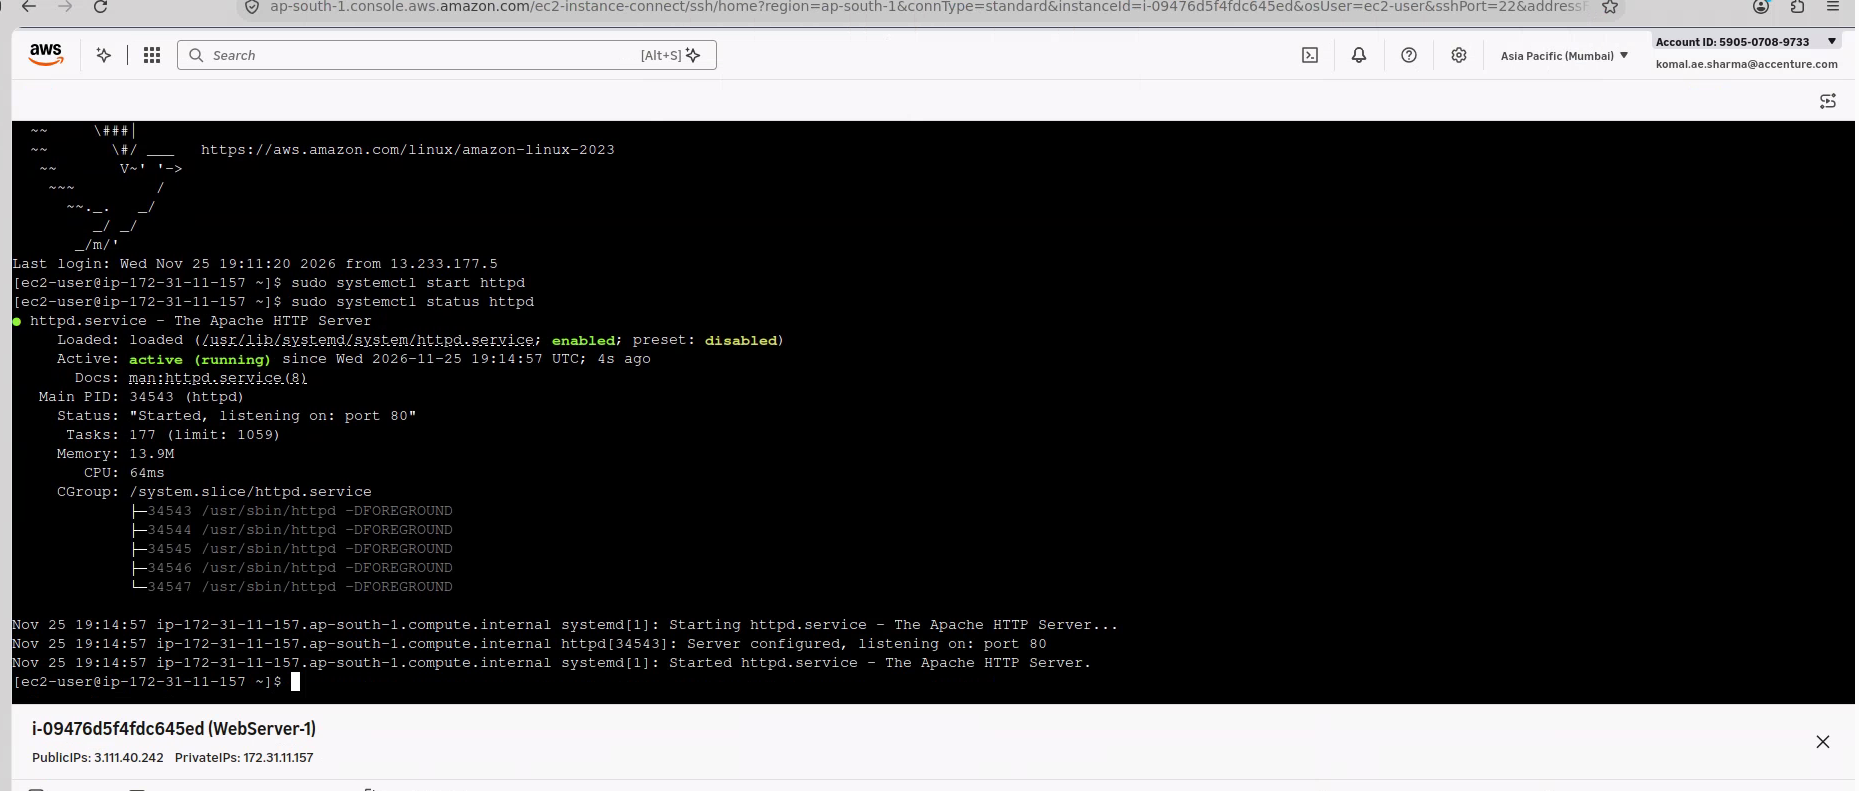 ap-south-1.console.aws.amazon.com/ec2-instance-connect/ssh/home?region=ap-south-1&connType=standard&instanceId=i-09476d5f4fdc645ed&osUser=ec2-user&sshPort=22&addressF
aws
Search [Alt+S]
Asia Pacific (Mumbai)
Account ID: 5905-0708-9733
komal.ae.sharma@accenture.com
~~      \###|
~~        \#/ ___   https://aws.amazon.com/linux/amazon-linux-2023
~~       V~' '->
~~~         /
~~._.   _/
_/ _/
_/m/'
Last login: Wed Nov 25 19:11:20 2026 from 13.233.177.5
[ec2-user@ip-172-31-11-157 ~]$ sudo systemctl start httpd
[ec2-user@ip-172-31-11-157 ~]$ sudo systemctl status httpd
● httpd.service - The Apache HTTP Server
Loaded: loaded (/usr/lib/systemd/system/httpd.service; enabled; preset: disabled)
Active: active (running) since Wed 2026-11-25 19:14:57 UTC; 4s ago
Docs: man:httpd.service(8)
Main PID: 34543 (httpd)
Status: "Started, listening on: port 80"
Tasks: 177 (limit: 1059)
Memory: 13.9M
CPU: 64ms
CGroup: /system.slice/httpd.service
├─34543 /usr/sbin/httpd -DFOREGROUND
├─34544 /usr/sbin/httpd -DFOREGROUND
├─34545 /usr/sbin/httpd -DFOREGROUND
├─34546 /usr/sbin/httpd -DFOREGROUND
└─34547 /usr/sbin/httpd -DFOREGROUND
Nov 25 19:14:57 ip-172-31-11-157.ap-south-1.compute.internal systemd[1]: Starting httpd.service - The Apache HTTP Server...
Nov 25 19:14:57 ip-172-31-11-157.ap-south-1.compute.internal httpd[34543]: Server configured, listening on: port 80
Nov 25 19:14:57 ip-172-31-11-157.ap-south-1.compute.internal systemd[1]: Started httpd.service - The Apache HTTP Server.
[ec2-user@ip-172-31-11-157 ~]$
i-09476d5f4fdc645ed (WebServer-1)
PublicIPs: 3.111.40.242 PrivateIPs: 172.31.11.157